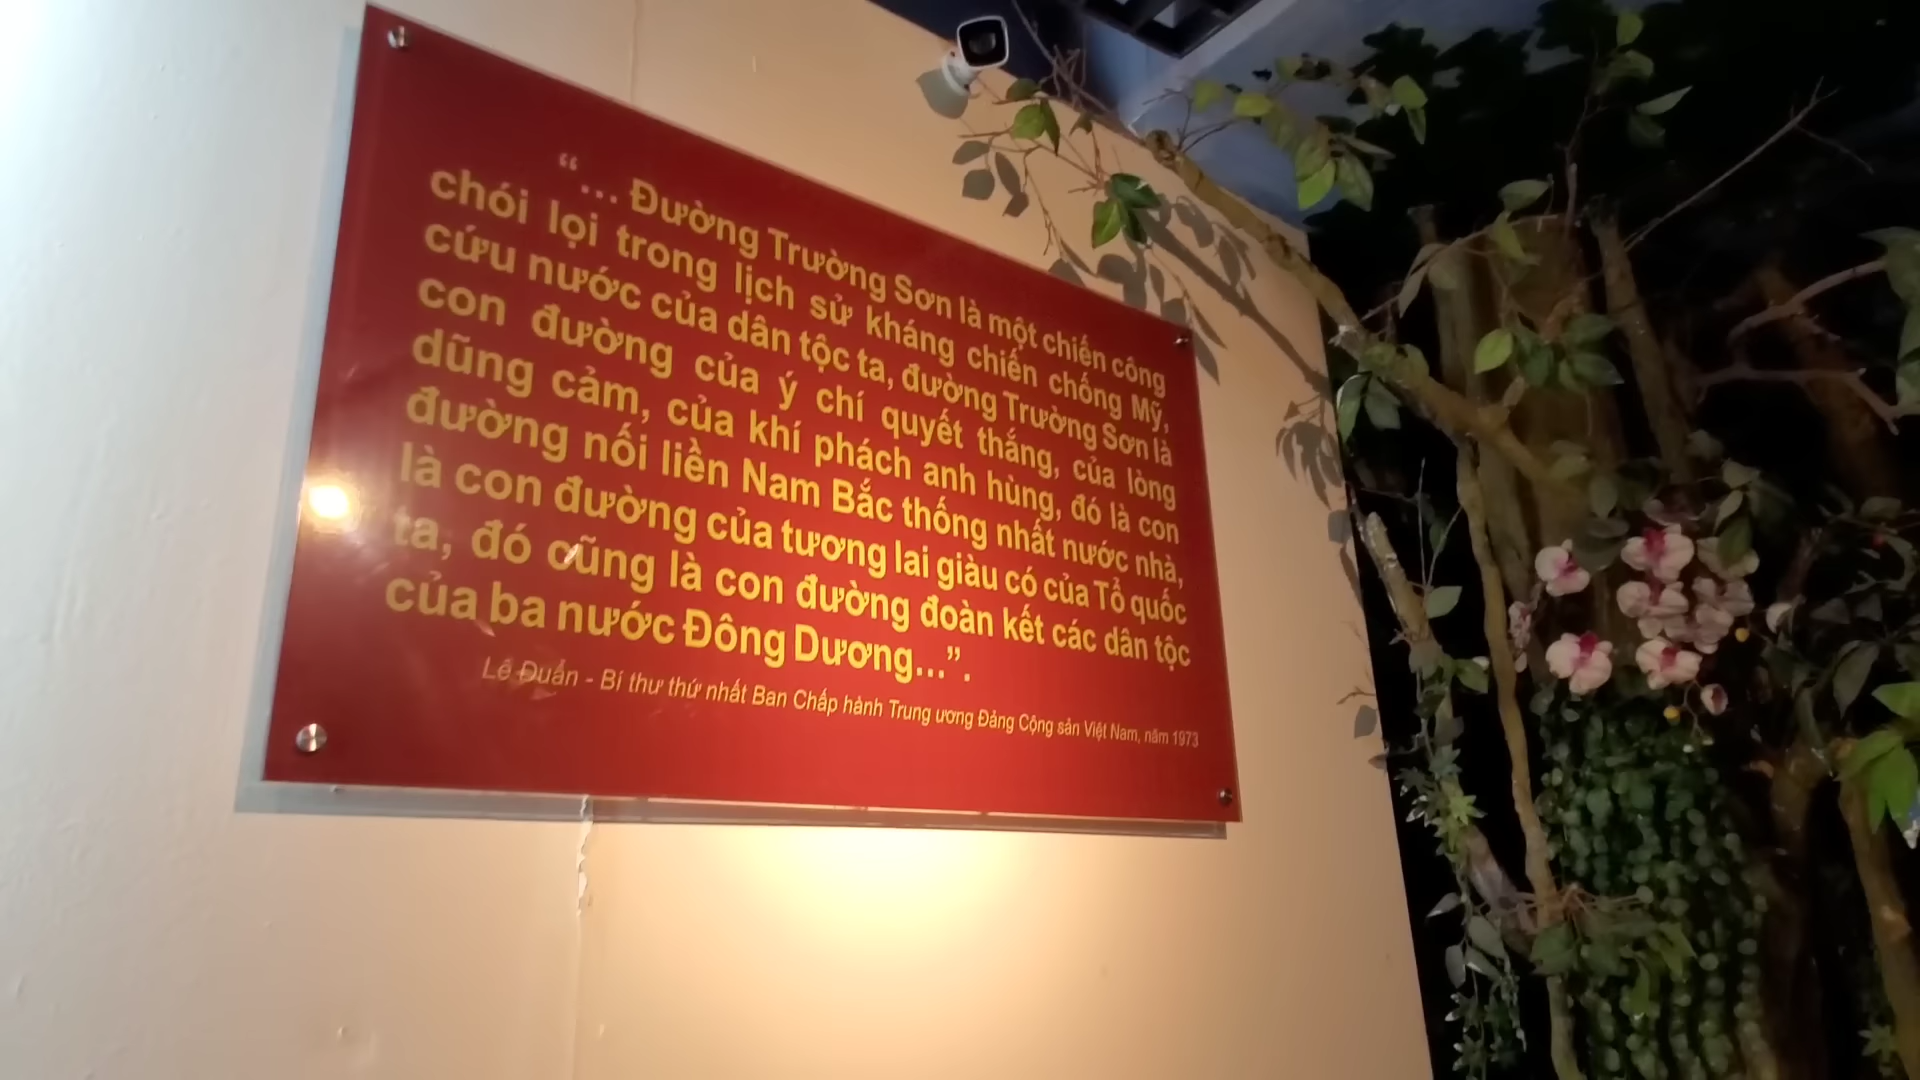 “... Đường Trường Sơn là một chiến công
chói lọi trong lịch sử kháng chiến chống Mỹ,
cứu nước của dân tộc ta, đường Trường Sơn là
con đường của ý chí quyết thắng, của lòng
dũng cảm, của khí phách anh hùng, đó là con
đường nối liền Nam Bắc thống nhất nước nhà,
là con đường của tương lai giàu có của Tổ quốc
ta, đó cũng là con đường đoàn kết các dân tộc
của ba nước Đông Dương...”.
Lê Duẩn - Bí thư thứ nhất Ban Chấp hành Trung ương Đảng Cộng sản Việt Nam, năm 1973